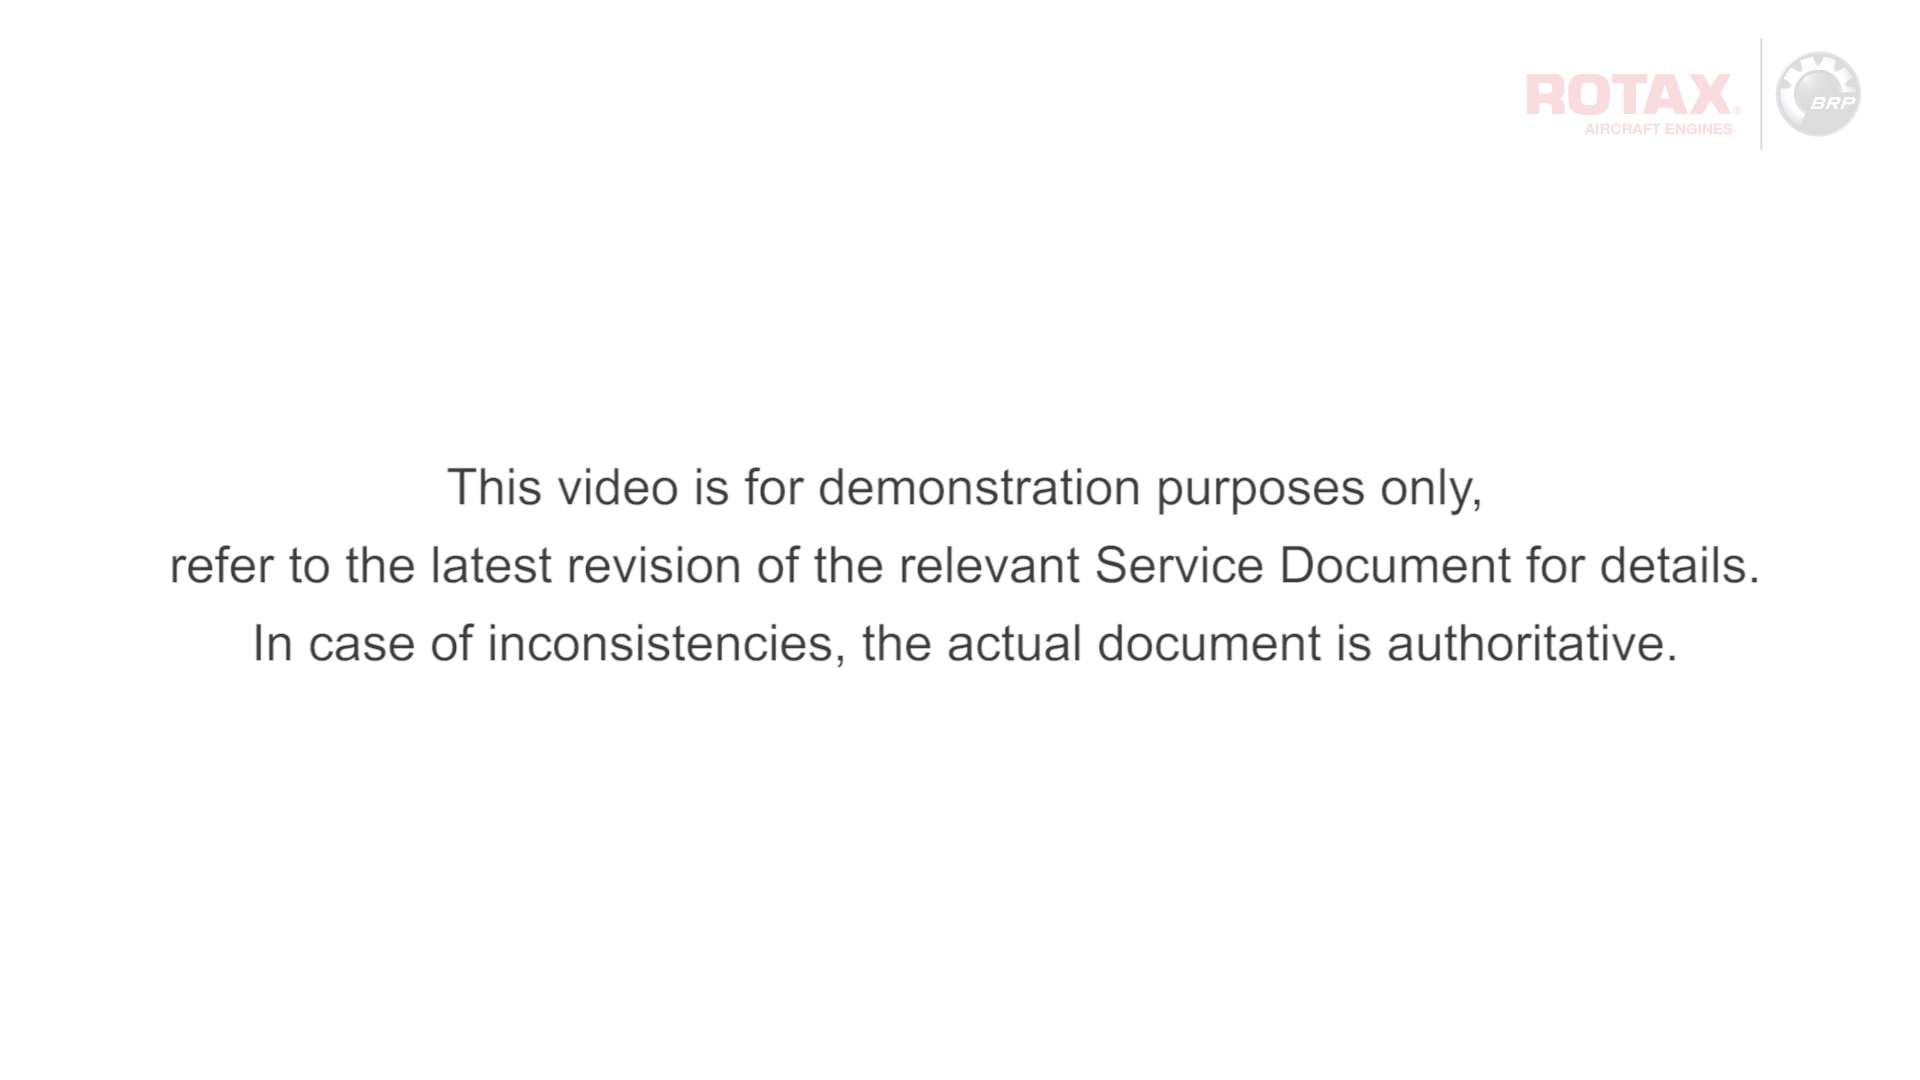 ROTAX®
AIRCRAFT ENGINES
BRP
This video is for demonstration purposes only,
refer to the latest revision of the relevant Service Document for details.
In case of inconsistencies, the actual document is authoritative.